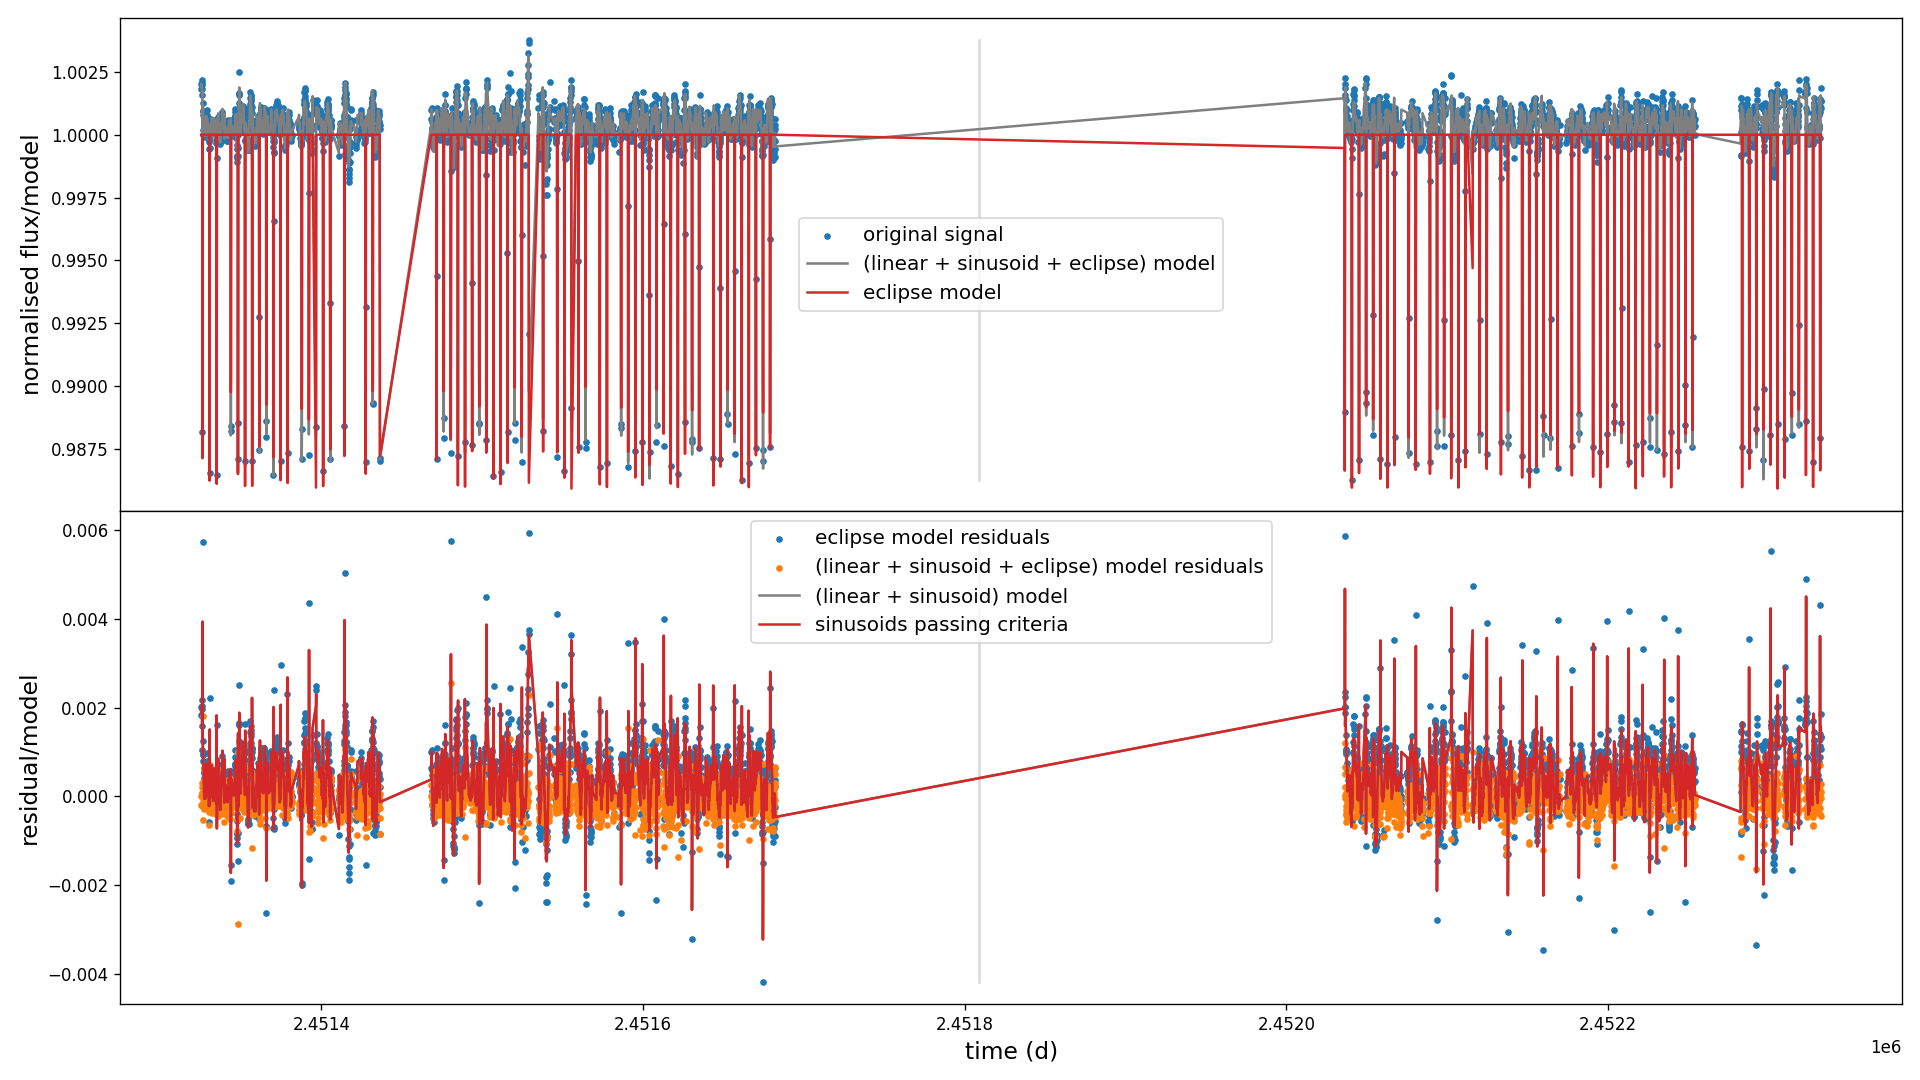 normalised flux/model
1.0025
1.0000
0.9975
0.9950
0.9925
0.9900
0.9875
original signal
(linear + sinusoid + eclipse) model
eclipse model
residual/model
0.006
0.004
0.002
0.000
−0.002
−0.004
eclipse model residuals
(linear + sinusoid + eclipse) model residuals
(linear + sinusoid) model
sinusoids passing criteria
2.4514
2.4516
2.4518
2.4520
2.4522
1e6
time (d)